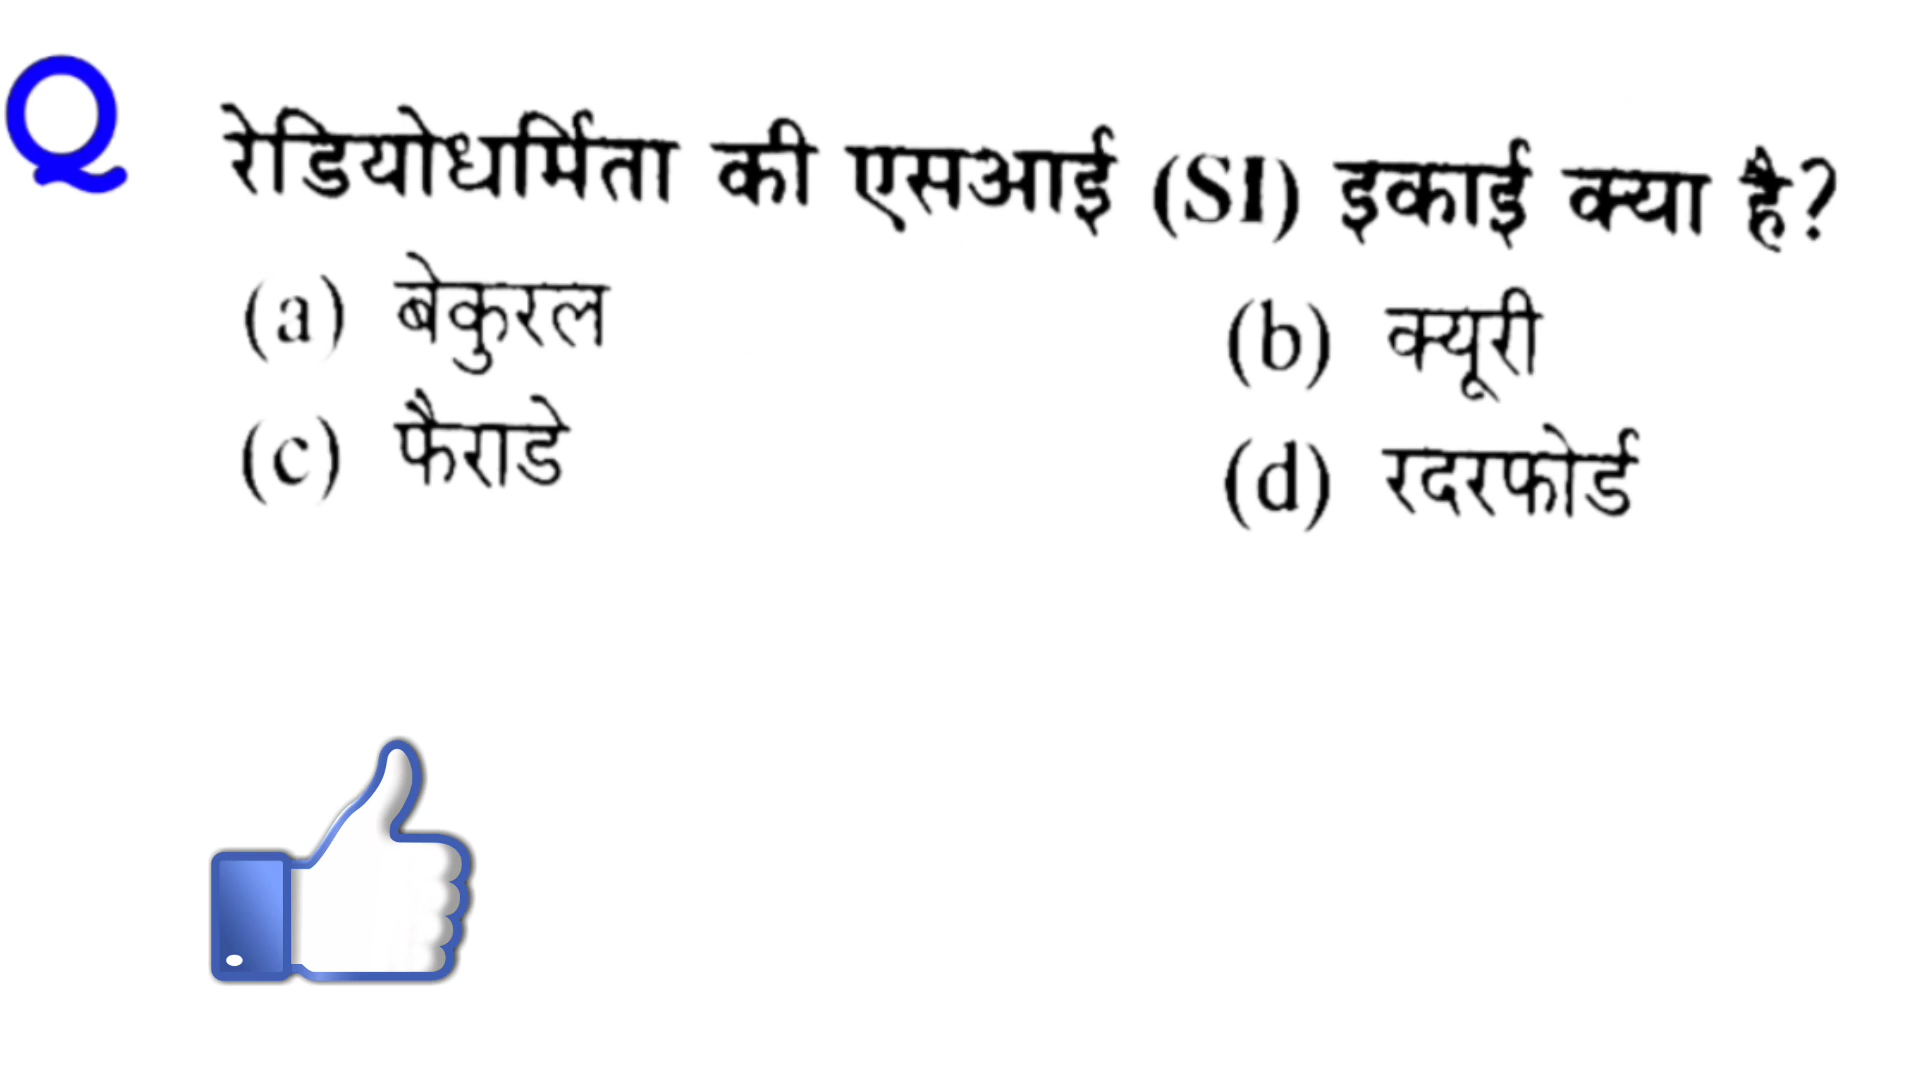 Q रेडियोधर्मिता की एसआई (SI) इकाई क्या है?
(a) बेकुरल (b) क्यूरी
(c) फैराडे (d) रदरफोर्ड